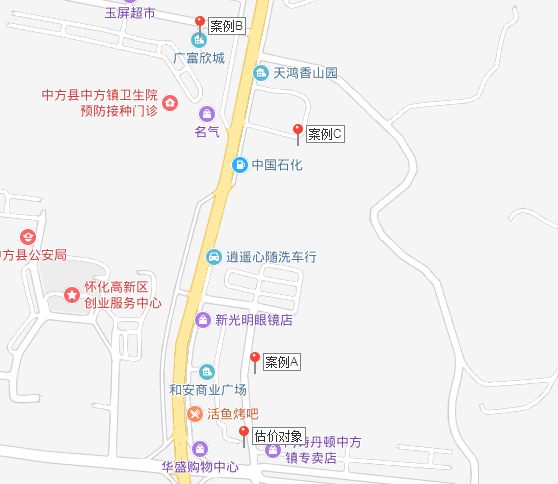 玉屏超市
案例B
广富欣城
天鸿香山园
中方县中方镇卫生院
预防接种门诊
名气
案例C
中国石化
方县公安局
逍遥心随洗车行
怀化高新区
创业服务中心
新光明眼镜店
案例A
和安商业广场
活鱼烤吧
估价对象
丹顿中方
镇专卖店
华盛购物中心